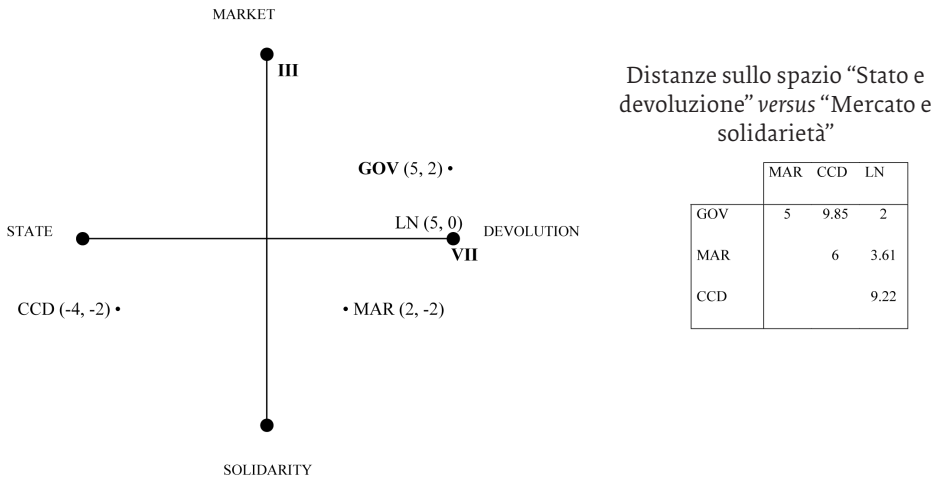 MARKET
III
GOV (5, 2)
LN (5, 0)
STATE
DEVOLUTION
VII
CCD (-4, -2)
MAR (2, -2)
SOLIDARITY
Distanze sullo spazio “Stato e
devoluzione” versus “Mercato e
solidarietà”
MAR CCD LN
GOV 5 9.85 2
MAR 6 3.61
CCD 9.22